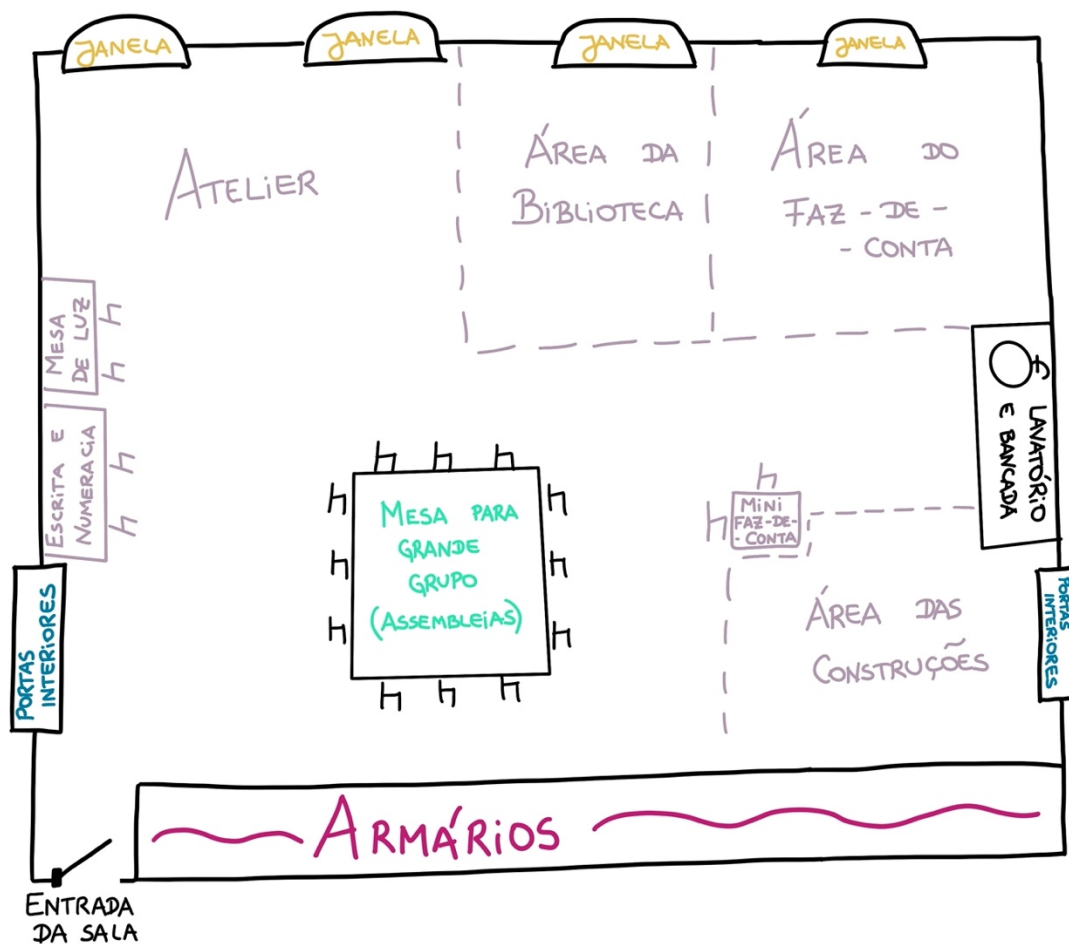 JANELA
JANELA
JANELA
JANELA
ATELIER
ÁREA DA
BIBLIOTECA
ÁREA DO
FAZ-DE-
-CONTA
MESA
DE LUZ
ESCRITA E
NUMERACIA
LAVATÓRIO
E BANCADA
MESA PARA
GRANDE
GRUPO
(ASSEMBLEIAS)
MINI
FAZ-DE-
-CONTA
PORTAS
INTERIORES
ÁREA DAS
CONSTRUÇÕES
PORTAS
INTERIORES
ARMÁRIOS
ENTRADA
DA SALA